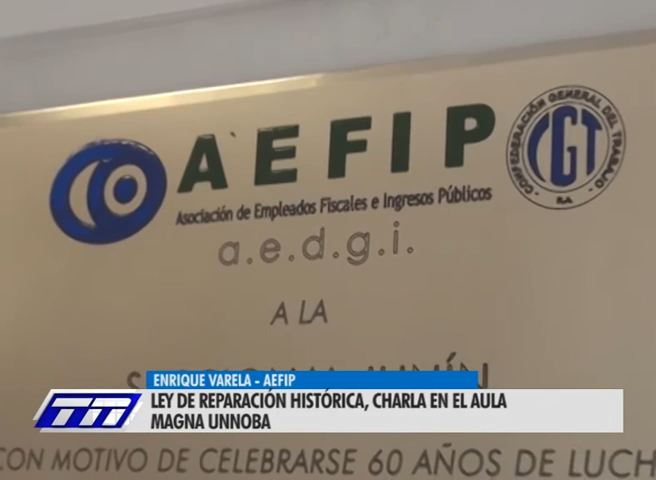 AEFIP
Asociación de Empleados Fiscales e Ingresos Públicos
CONFEDERACIÓN GENERAL DEL TRABAJO
CGT
R.A.
a.e.d.g.i.
A LA
JUNÍN
ENRIQUE VARELA - AEFIP
LEY DE REPARACIÓN HISTÓRICA, CHARLA EN EL AULA
MAGNA UNNOBA
CON MOTIVO DE CELEBRARSE 60 AÑOS DE LUCH